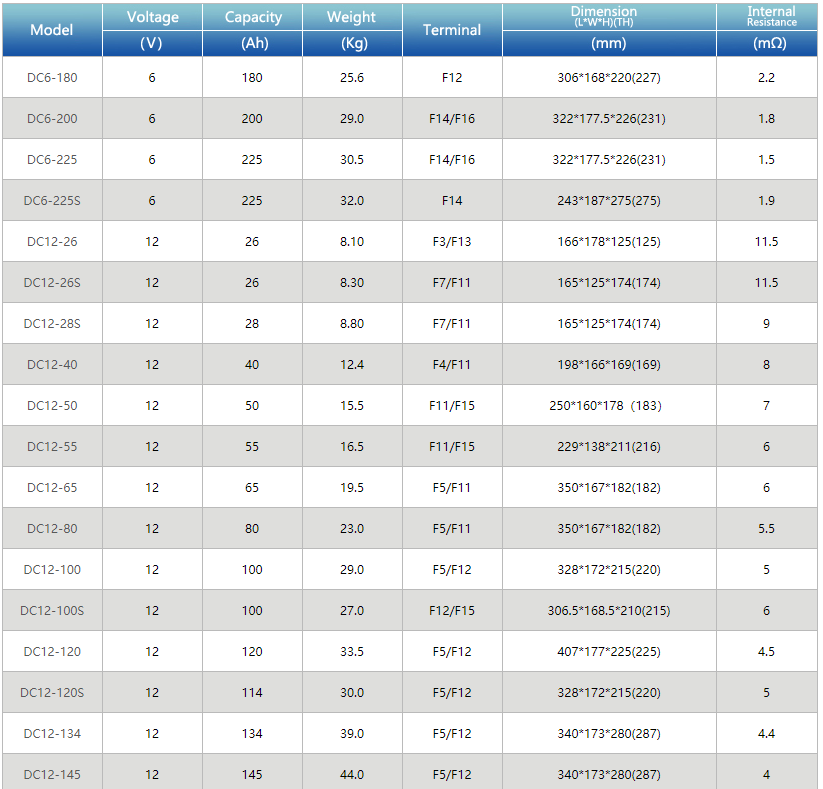 Model Voltage Capacity Weight Terminal Dimension Internal
(L*W*H)(TH) Resistance
(V) (Ah) (Kg) (mm) (mΩ)
DC6-180 6 180 25.6 F12 306*168*220(227) 2.2
DC6-200 6 200 29.0 F14/F16 322*177.5*226(231) 1.8
DC6-225 6 225 30.5 F14/F16 322*177.5*226(231) 1.5
DC6-225S 6 225 32.0 F14 243*187*275(275) 1.9
DC12-26 12 26 8.10 F3/F13 166*178*125(125) 11.5
DC12-26S 12 26 8.30 F7/F11 165*125*174(174) 11.5
DC12-28S 12 28 8.80 F7/F11 165*125*174(174) 9
DC12-40 12 40 12.4 F4/F11 198*166*169(169) 8
DC12-50 12 50 15.5 F11/F15 250*160*178（183） 7
DC12-55 12 55 16.5 F11/F15 229*138*211(216) 6
DC12-65 12 65 19.5 F5/F11 350*167*182(182) 6
DC12-80 12 80 23.0 F5/F11 350*167*182(182) 5.5
DC12-100 12 100 29.0 F5/F12 328*172*215(220) 5
DC12-100S 12 100 27.0 F12/F15 306.5*168.5*210(215) 6
DC12-120 12 120 33.5 F5/F12 407*177*225(225) 4.5
DC12-120S 12 114 30.0 F5/F12 328*172*215(220) 5
DC12-134 12 134 39.0 F5/F12 340*173*280(287) 4.4
DC12-145 12 145 44.0 F5/F12 340*173*280(287) 4